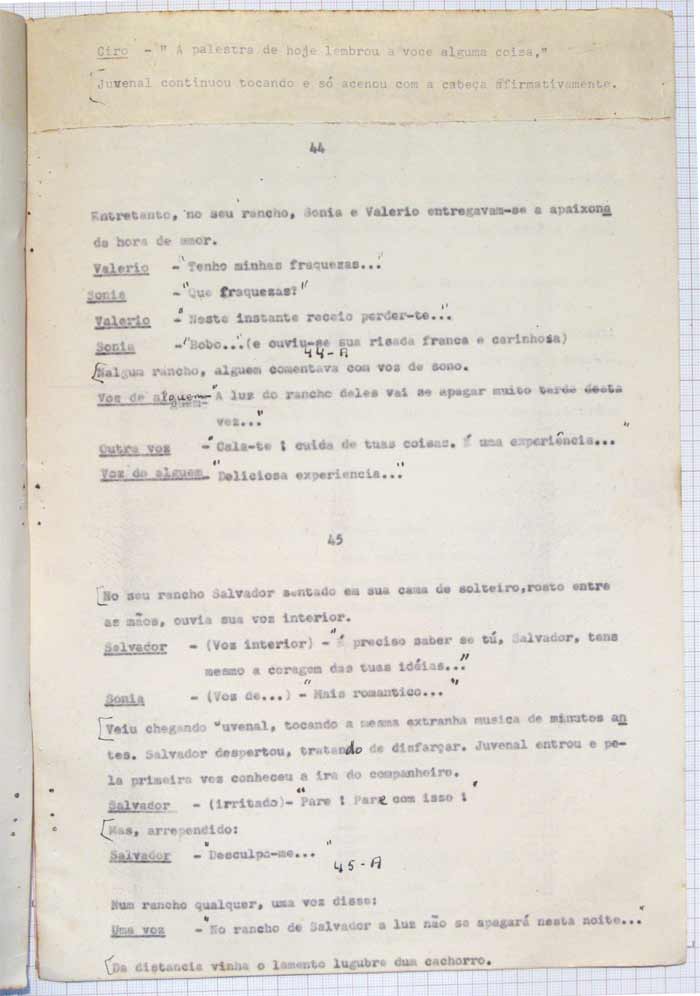 Ciro - " A palestra de hoje lembrou a voce alguma coisa,"
Juvenal continuou tocando e só acenou com a cabeça afirmativamente.
44
Entretanto, no seu rancho, Sonia e Valerio entregavam-se a apaixona
da hora de amor.
Valerio - "Tenho minhas fraquezas..."
Sonia - "Que fraquezas?"
Valerio - "Neste instante receio perder-te..."
Sonia - "Bobo..." (e ouviu-se sua risada franca e carinhosa)
44-A
Nalgum rancho, alguem comentava com voz de sono.
Voz de alguem - "A luz do rancho deles vai se apagar muito tarde desta
vez..."
Outra voz - "Cala-te ! cuida de tuas coisas. É uma experiência..."
Voz de alguem - "Deliciosa experiencia..."
45
No seu rancho Salvador sentado em sua cama de solteiro,rosto entre
as mãos, ouvia sua voz interior.
Salvador - (Voz interior) - "É preciso saber se tú, Salvador, tens
mesmo a coragem das tuas idéias..."
Sonia - (Voz de...) - "Mais romantico..."
Veiu chegando "uvenal, tocando a mesma extranha musica de minutos an
tes. Salvador despertou, tratando de disfarçar. Juvenal entrou e pe-
la primeira vez conheceu a ira do companheiro.
Salvador - (irritado)- "Pare ! Pare com isso !"
Mas, arrependido:
Salvador - "Desculpa-me..."
45-A
Num rancho qualquer, uma voz disse:
Uma voz - "No rancho de Salvador a luz não se apagará nesta noite..."
Da distancia vinha o lamento lugubre dum cachorro.